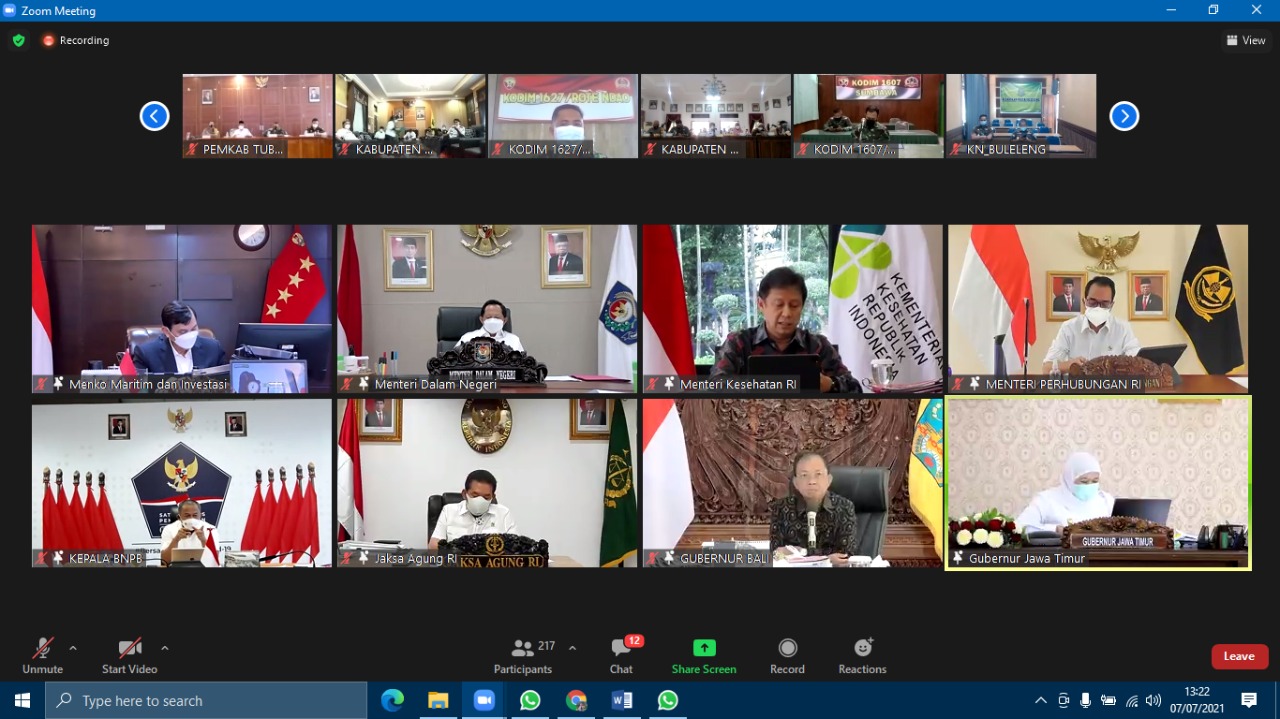 Zoom Meeting
Recording
View
KODIM 1627/ROTE NDAO
KODIM 1607
SUMBAWA
PEMKAB TUB...
KABUPATEN ...
KODIM 1627/...
KABUPATEN ...
KODIM 1607/...
KN_BULELENG
KEMENTERIAN
KESEHATAN
REPUBLIK
INDONESIA
MENTERI DALAM NEGERI
Menko Maritim dan Investasi
Menteri Dalam Negeri
Menteri Kesehatan RI
MENTERI PERHUBUNGAN RI
REPUBLIK INDONESIA
GUBERNUR JAWA TIMUR
KSA AGUNG RI
KEPALA BNPB
Jaksa Agung RI
GUBERNUR BALI
Gubernur Jawa Timur
217
12
Unmute
Start Video
Participants
Chat
Share Screen
Record
Reactions
Leave
Type here to search
13:22
07/07/2021